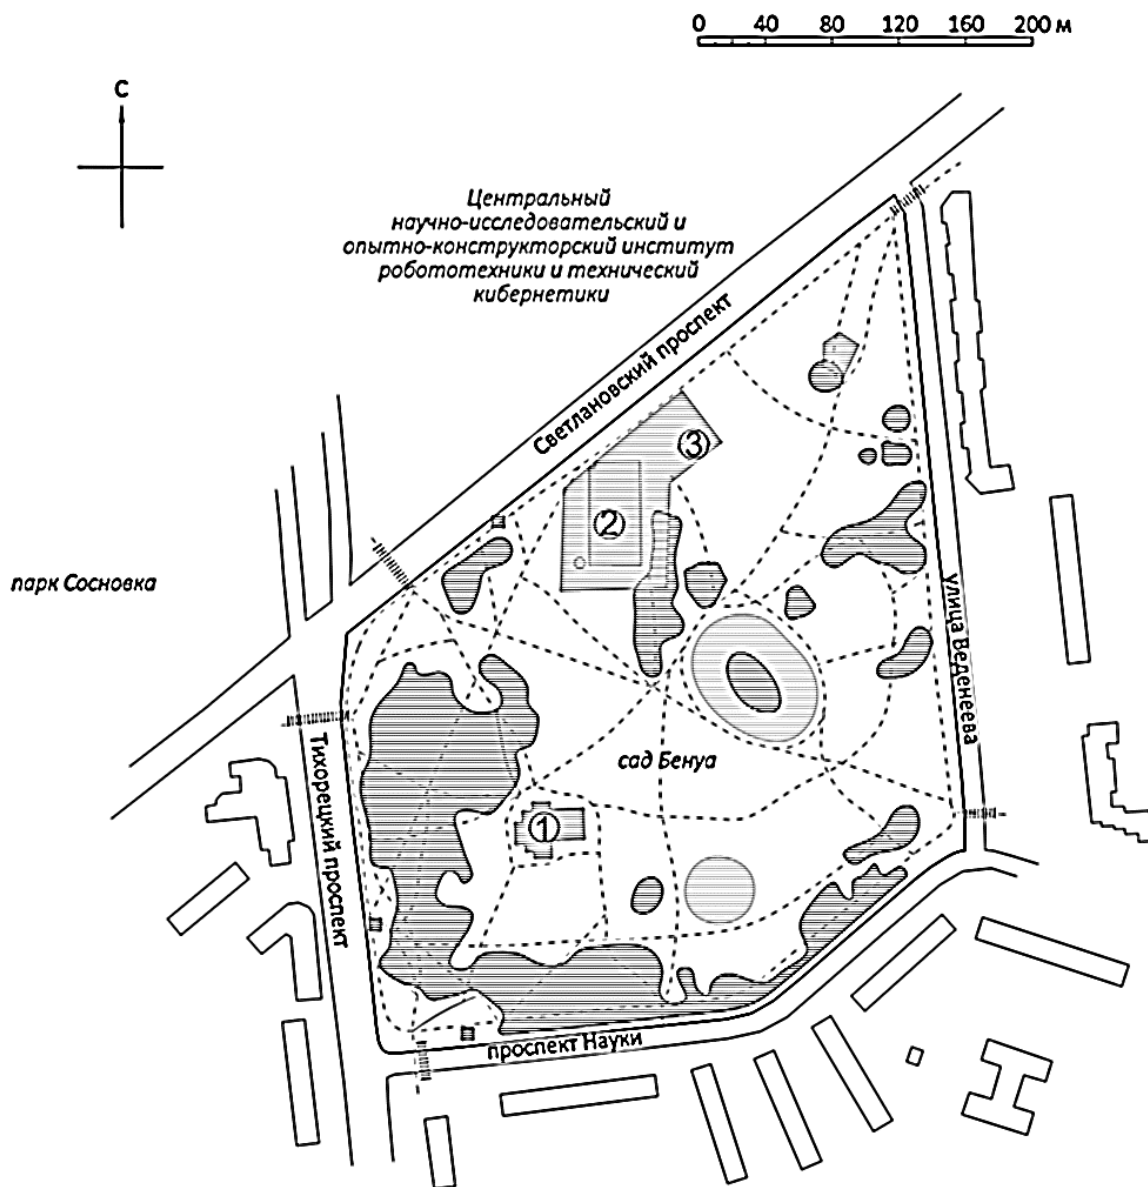 0 40 80 120 160 200 м
С
Центральный
научно-исследовательский и
опытно-конструкторский институт
робототехники и технический
кибернетики
Светлановский проспект
3
2
парк Сосновка
улица Веденеева
сад Бенуа
Тихорецкий проспект
1
проспект Науки